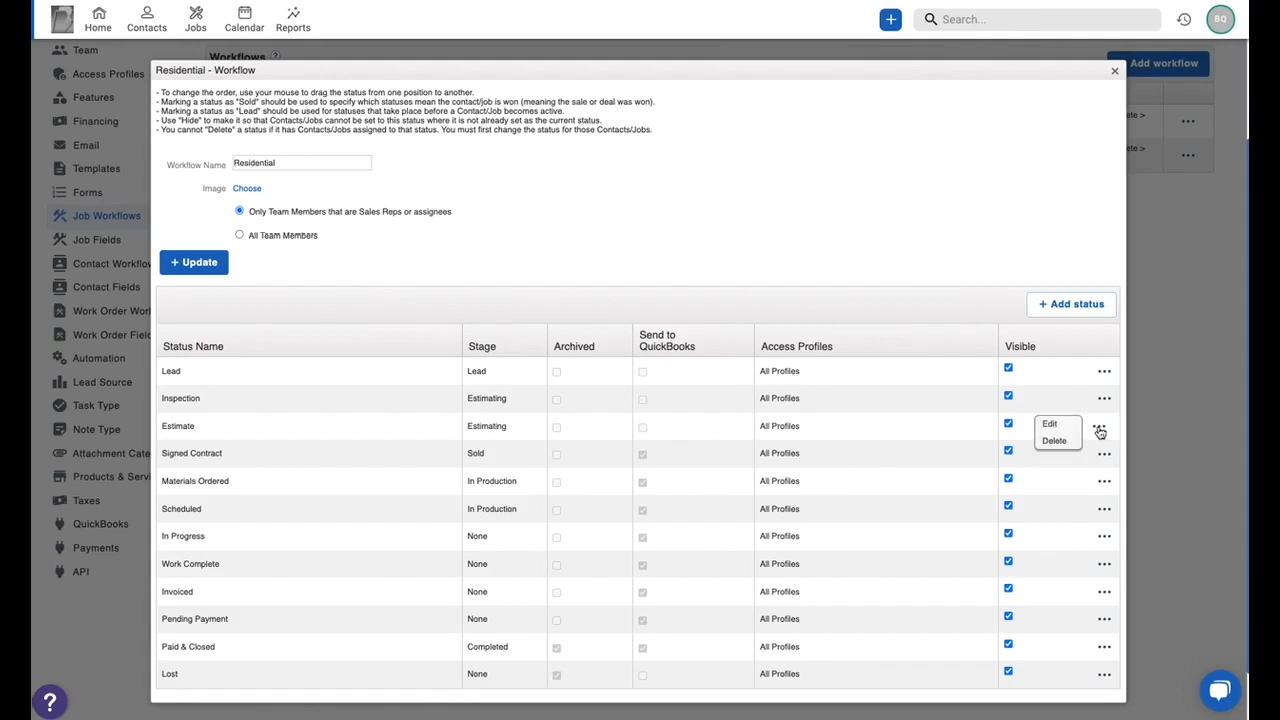 Home
Contacts
Jobs
Calendar
Reports
+
Search...
BQ
Team
Access Profiles
Features
Financing
Email
Templates
Forms
Job Workflows
Job Fields
Contact Workflow
Contact Fields
Work Order
Work Order
Automation
Lead Source
Task Type
Note Type
Attachment
Products &
Taxes
QuickBooks
Payments
API
Workflows ?
Add workflow
Residential - Workflow
×
- To change the order, use your mouse to drag the status from one position to another.
- Marking a status as "Sold" should be used to specify which statuses mean the contact/job is won (meaning the sale or deal was won).
- Marking a status as "Lead" should be used for statuses that take place before a Contact/Job becomes active.
- Use "Hide" to make it so that Contacts/Jobs cannot be set to this status where it is not already set as the current status.
- You cannot "Delete" a status if it has Contacts/Jobs assigned to that status. You must first change the status for those Contacts/Jobs.
Workflow Name Residential
Image Choose
Only Team Members that are Sales Reps or assignees
All Team Members
+ Update
+ Add status
Status Name Stage Archived Send to QuickBooks Access Profiles Visible
Lead Lead All Profiles
Inspection Estimating All Profiles
Estimate Estimating All Profiles
Edit
Delete
Signed Contract Sold All Profiles
Materials Ordered In Production All Profiles
Scheduled In Production All Profiles
In Progress None All Profiles
Work Complete None All Profiles
Invoiced None All Profiles
Pending Payment None All Profiles
Paid & Closed Completed All Profiles
Lost None All Profiles
?